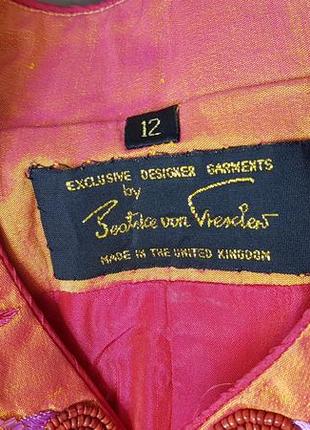 12
EXCLUSIVE DESIGNER GARMENTS
by
Beatrice von Tresckow
MADE IN THE UNITED KINGDOM